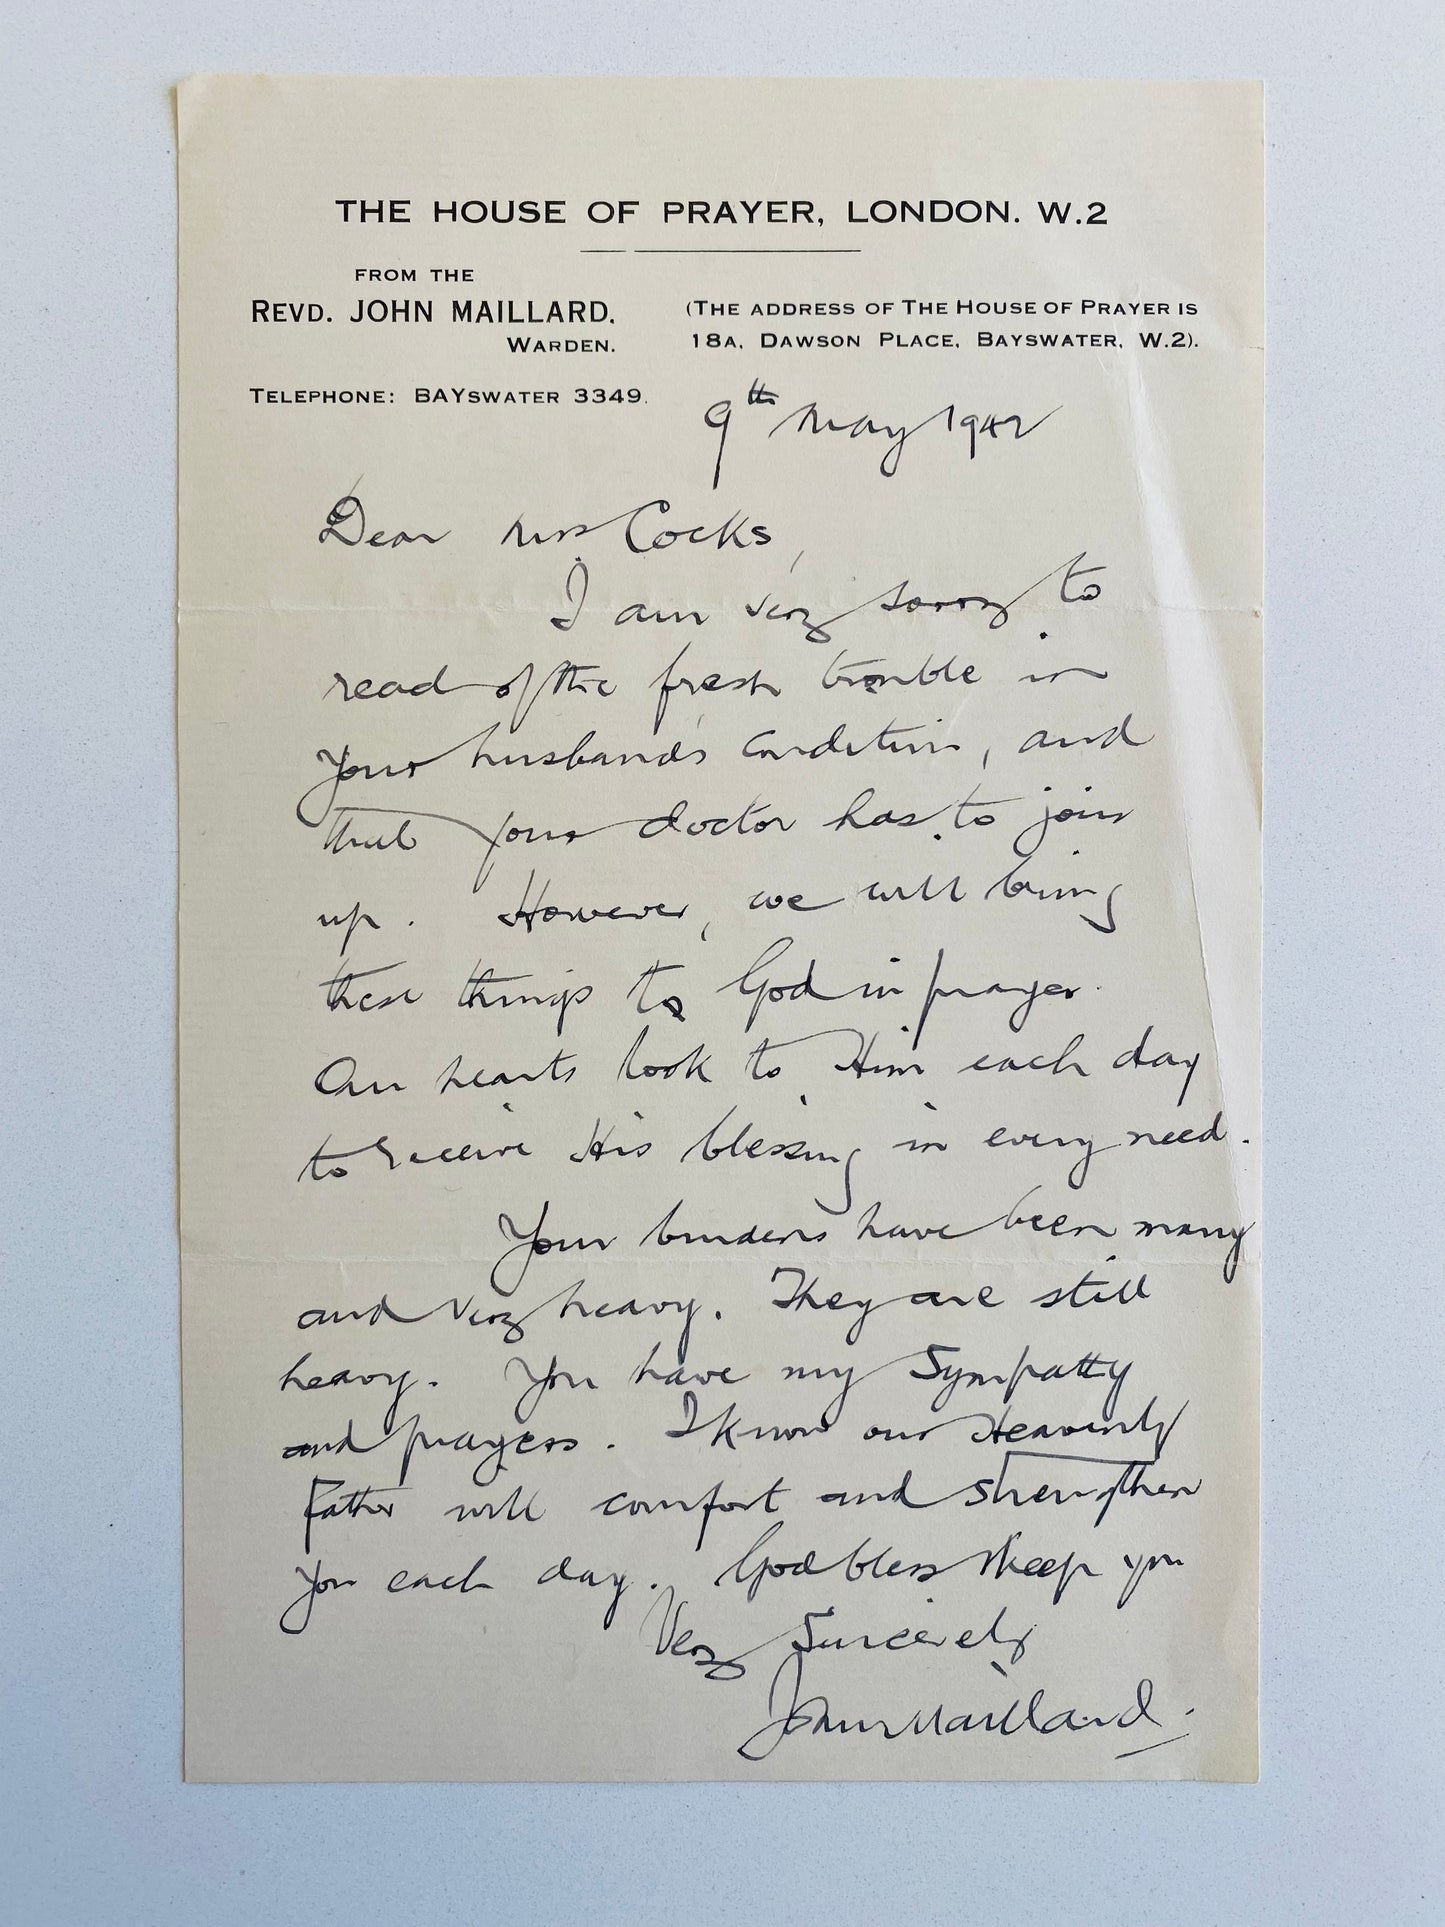 THE HOUSE OF PRAYER, LONDON. W.2
FROM THE
REVD. JOHN MAILLARD,
WARDEN.
(THE ADDRESS OF THE HOUSE OF PRAYER IS
18A, DAWSON PLACE, BAYSWATER, W.2).
TELEPHONE: BAYSWATER 3349.
9th May 1942
Dear Mrs Cocks,
I am very sorry to
read of the fresh trouble in
your husband's condition, and
that your doctor has to join
up. However, we will bring
these things to God in prayer.
Our hearts look to Him each day
to receive His blessing in every need.
Your burdens have been many
and very heavy. They are still
heavy. You have my sympathy
and prayers. I know our Heavenly
Father will comfort and strengthen
you each day. God bless & keep you
Very Sincerely
John Maillard.